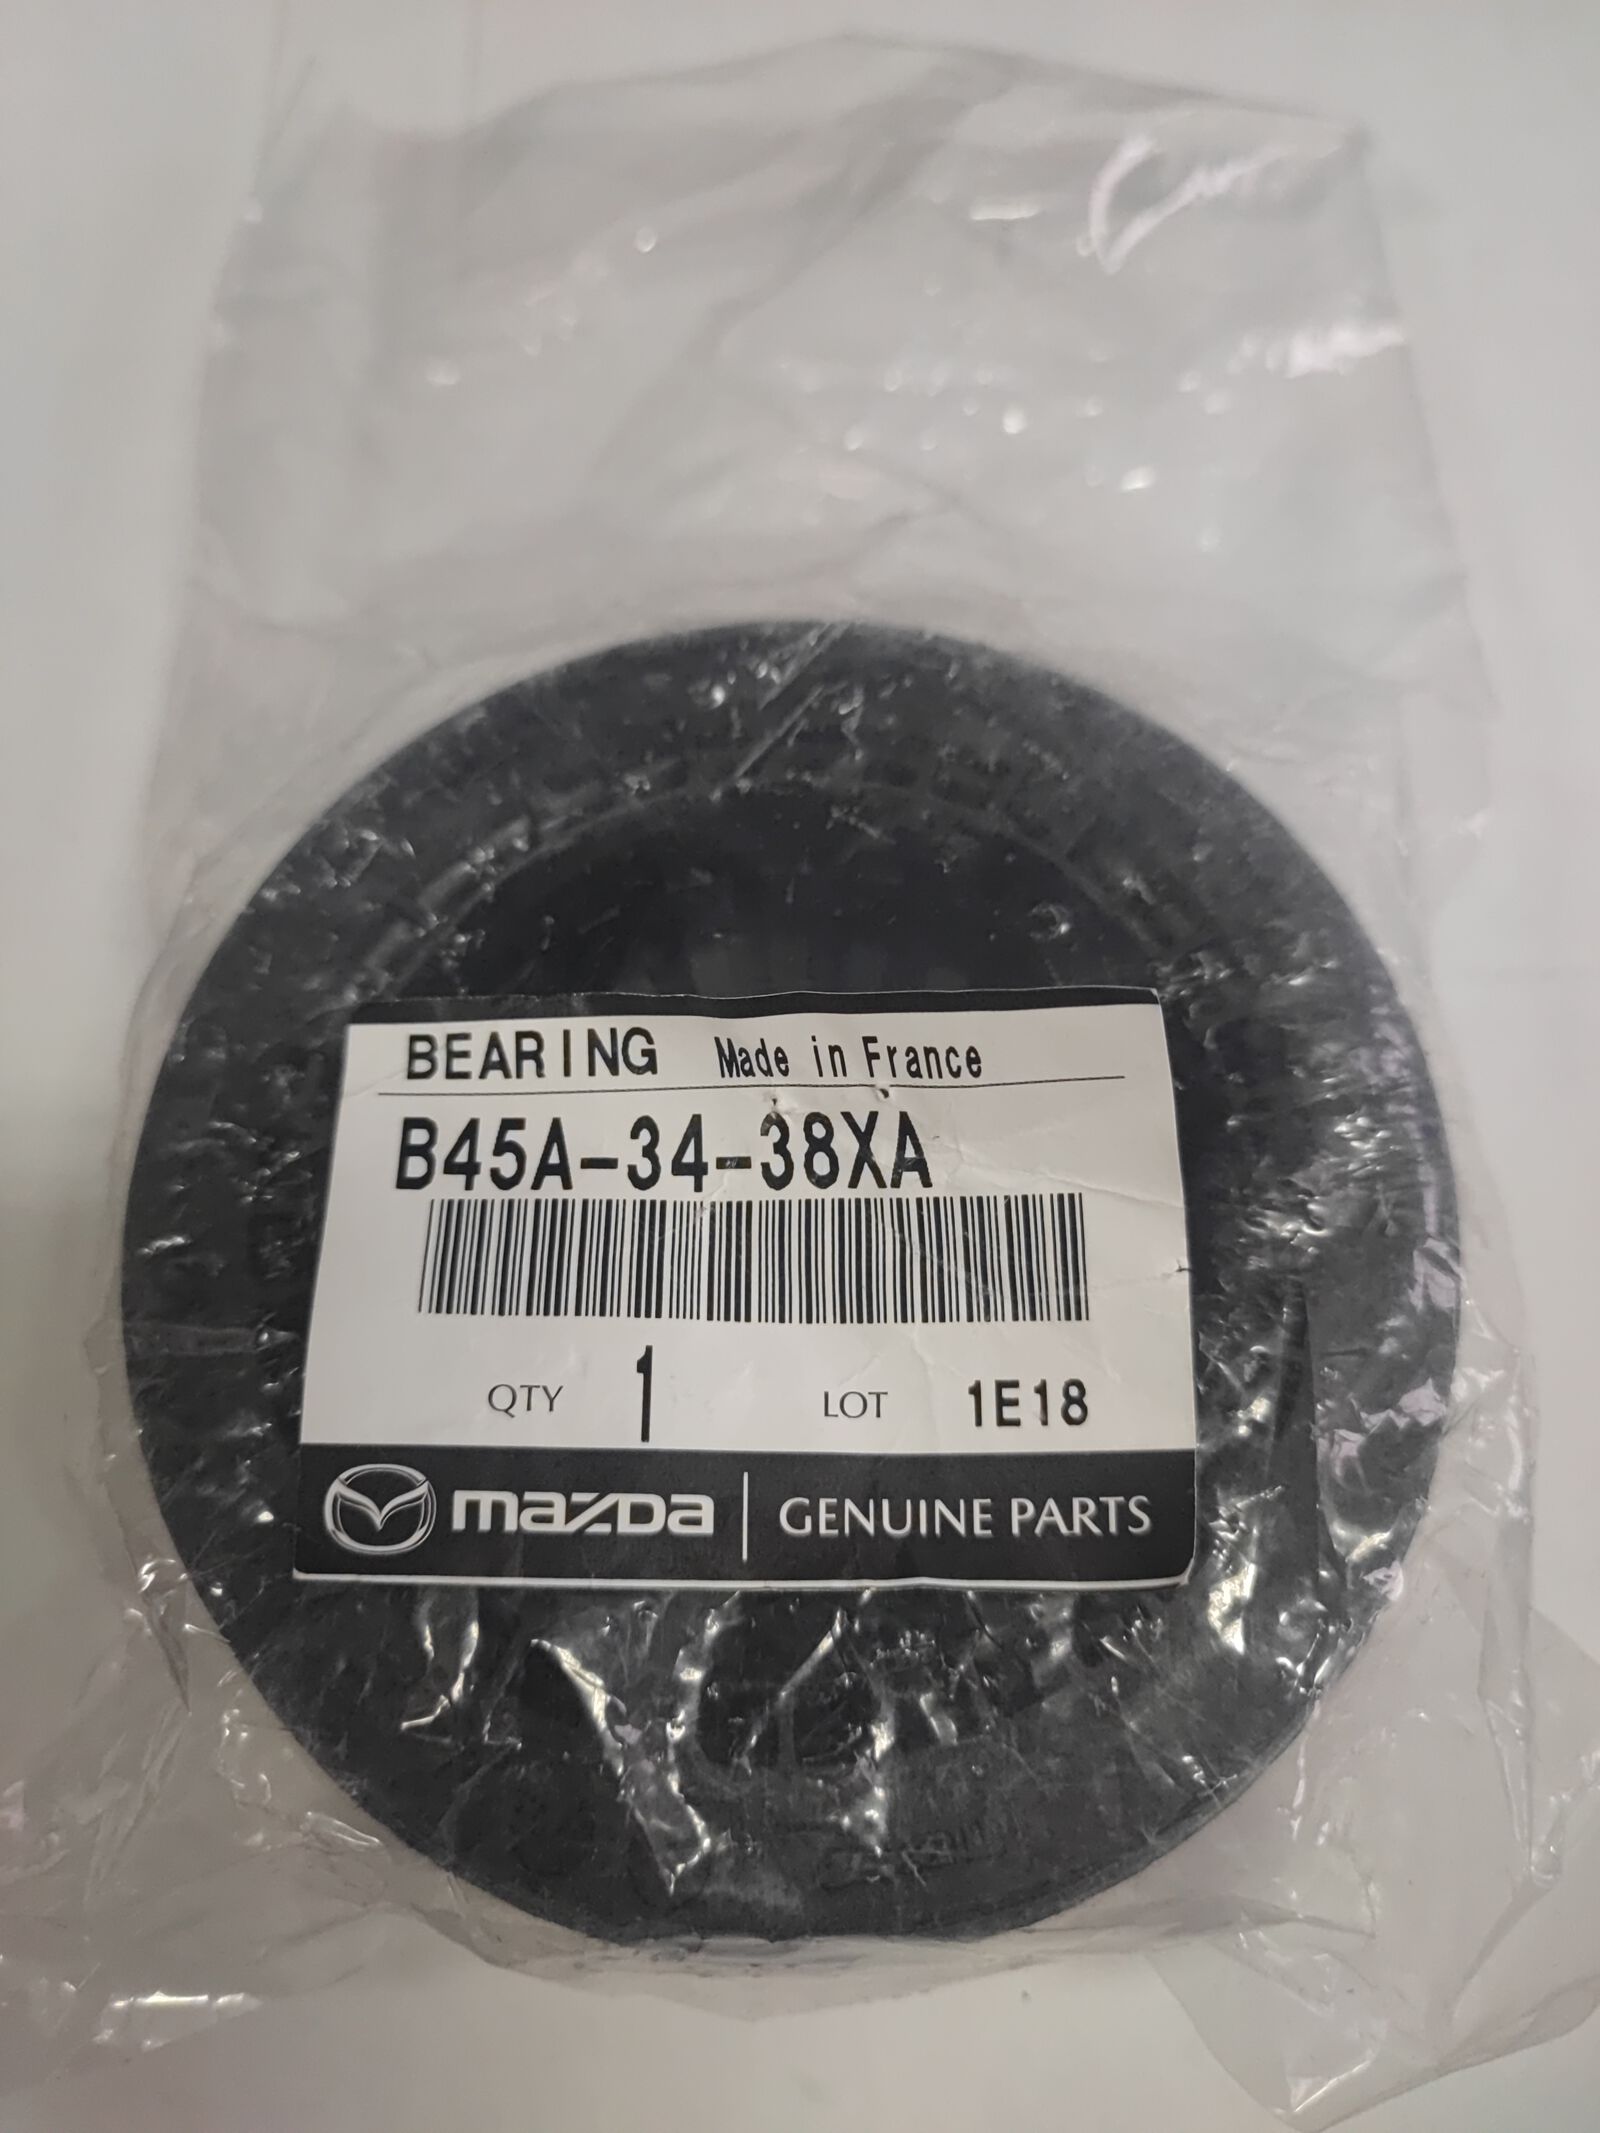 BEARING Made in France
B45A-34-38XA
QTY 1 LOT 1E18
mazda GENUINE PARTS